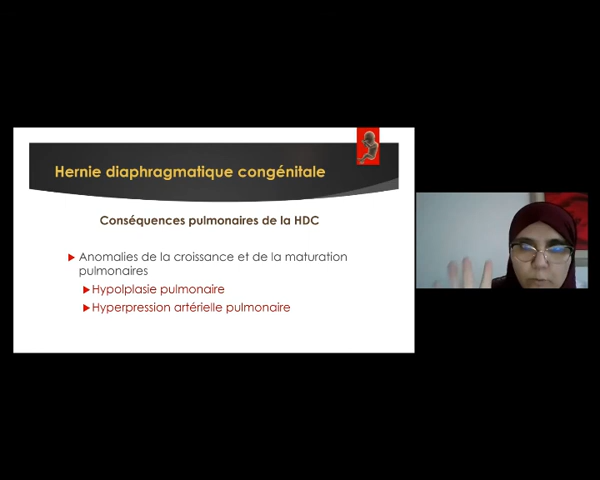 Hernie diaphragmatique congénitale
Conséquences pulmonaires de la HDC
Anomalies de la croissance et de la maturation
pulmonaires
Hypolplasie pulmonaire
Hyperpression artérielle pulmonaire